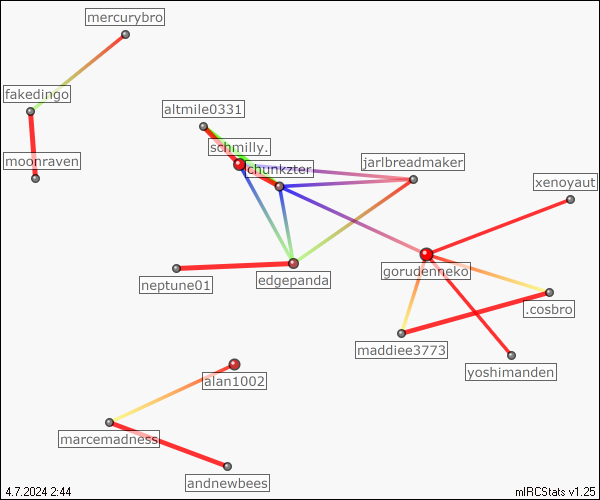 mercurybro
fakedingo
altmile0331
schmilly.
moonraven
chunkzter
jarlbreadmaker
xenoyaut
gorudenneko
edgepanda
neptune01
.cosbro
maddiee3773
yoshimanden
alan1002
marcemadness
andnewbees
4.7.2024 2:44
mIRCStats v1.25